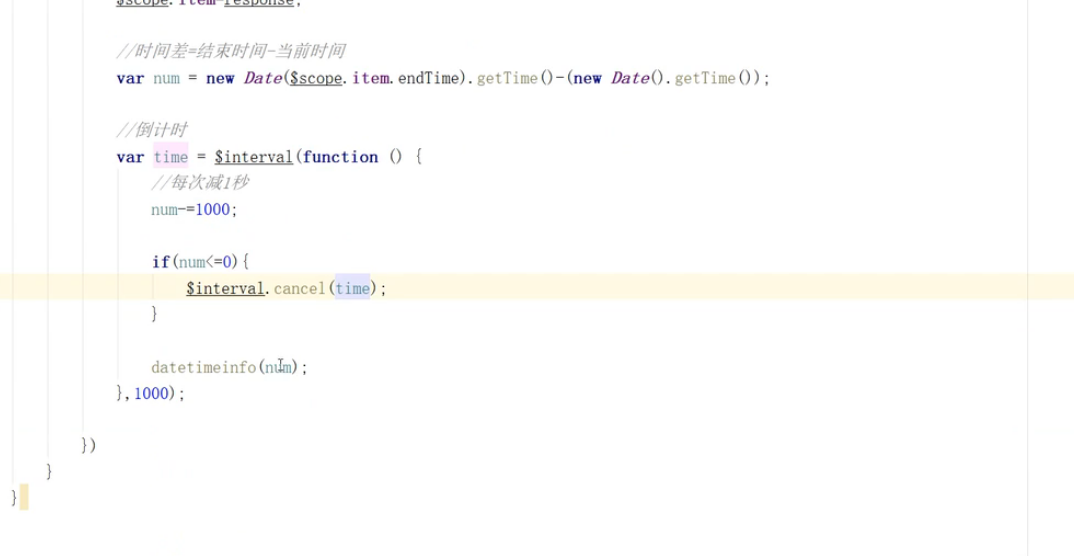 $scope.item=response;
//时间差=结束时间-当前时间
var num = new Date($scope.item.endTime).getTime()-(new Date().getTime());
//倒计时
var time = $interval(function () {
//每次减1秒
num-=1000;
if(num<=0){
$interval.cancel(time);
}
datetimeinfo(num);
},1000);
})
}
}